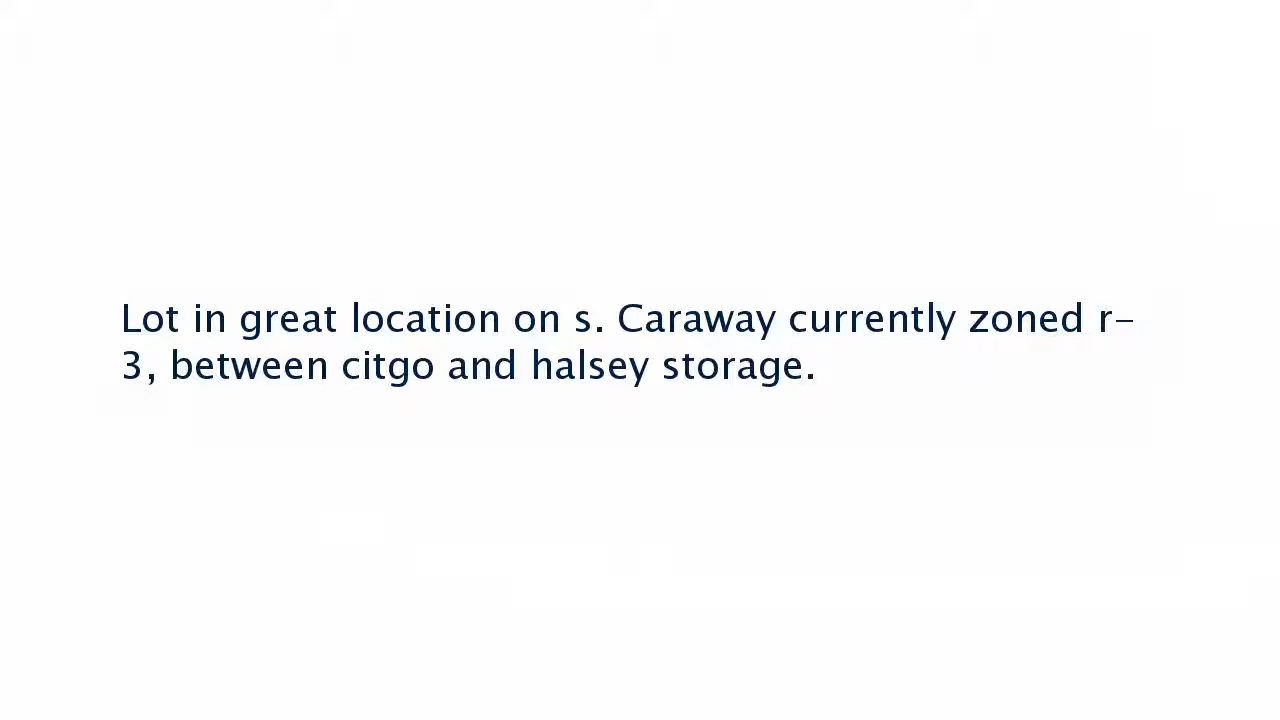 Lot in great location on s. Caraway currently zoned r-
3, between citgo and halsey storage.